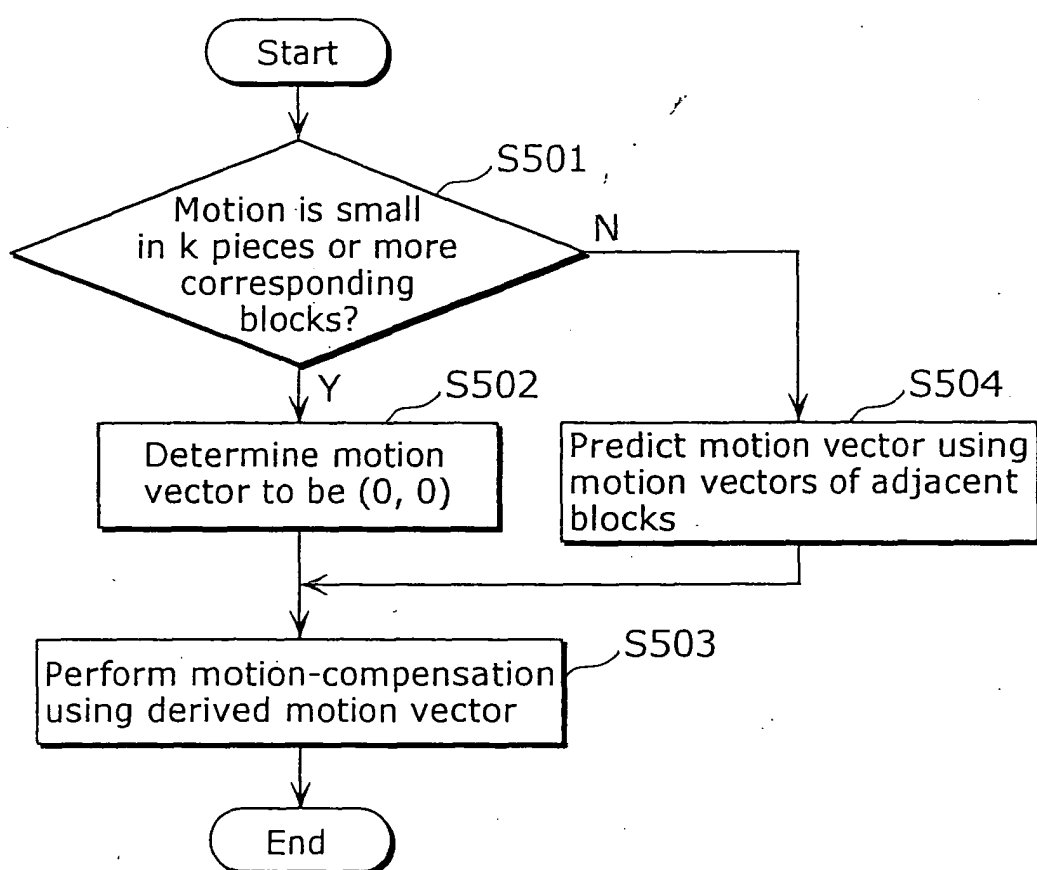 Start
S501
Motion is small
in k pieces or more
corresponding
blocks?
N
Y
S502
Determine motion
vector to be (0, 0)
S504
Predict motion vector using
motion vectors of adjacent
blocks
S503
Perform motion-compensation
using derived motion vector
End